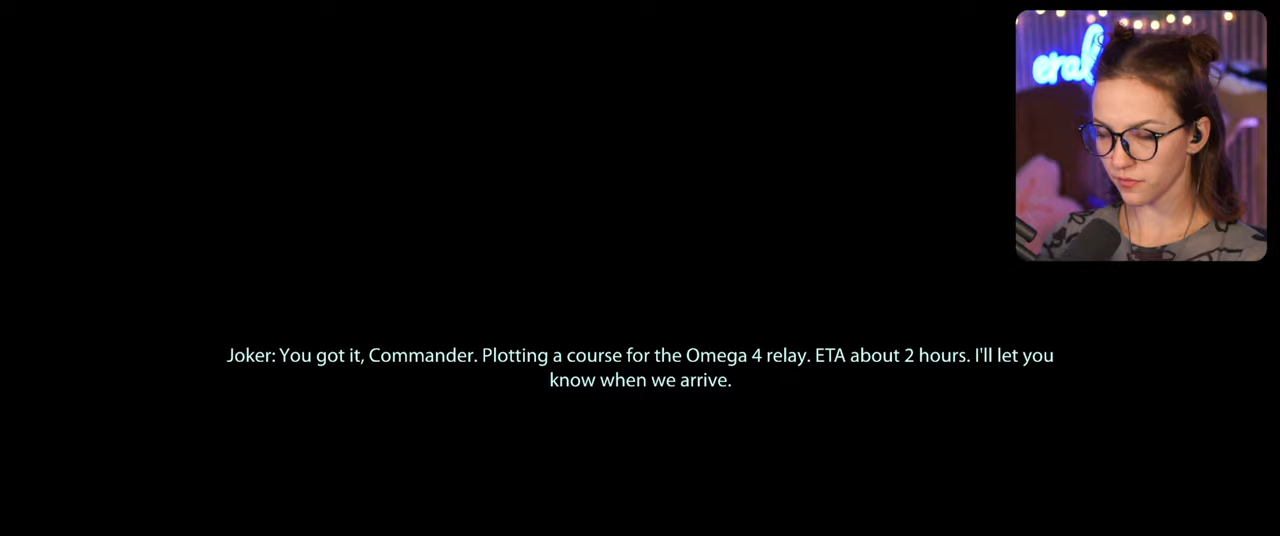 eral
Joker: You got it, Commander. Plotting a course for the Omega 4 relay. ETA about 2 hours. I'll let you
know when we arrive.